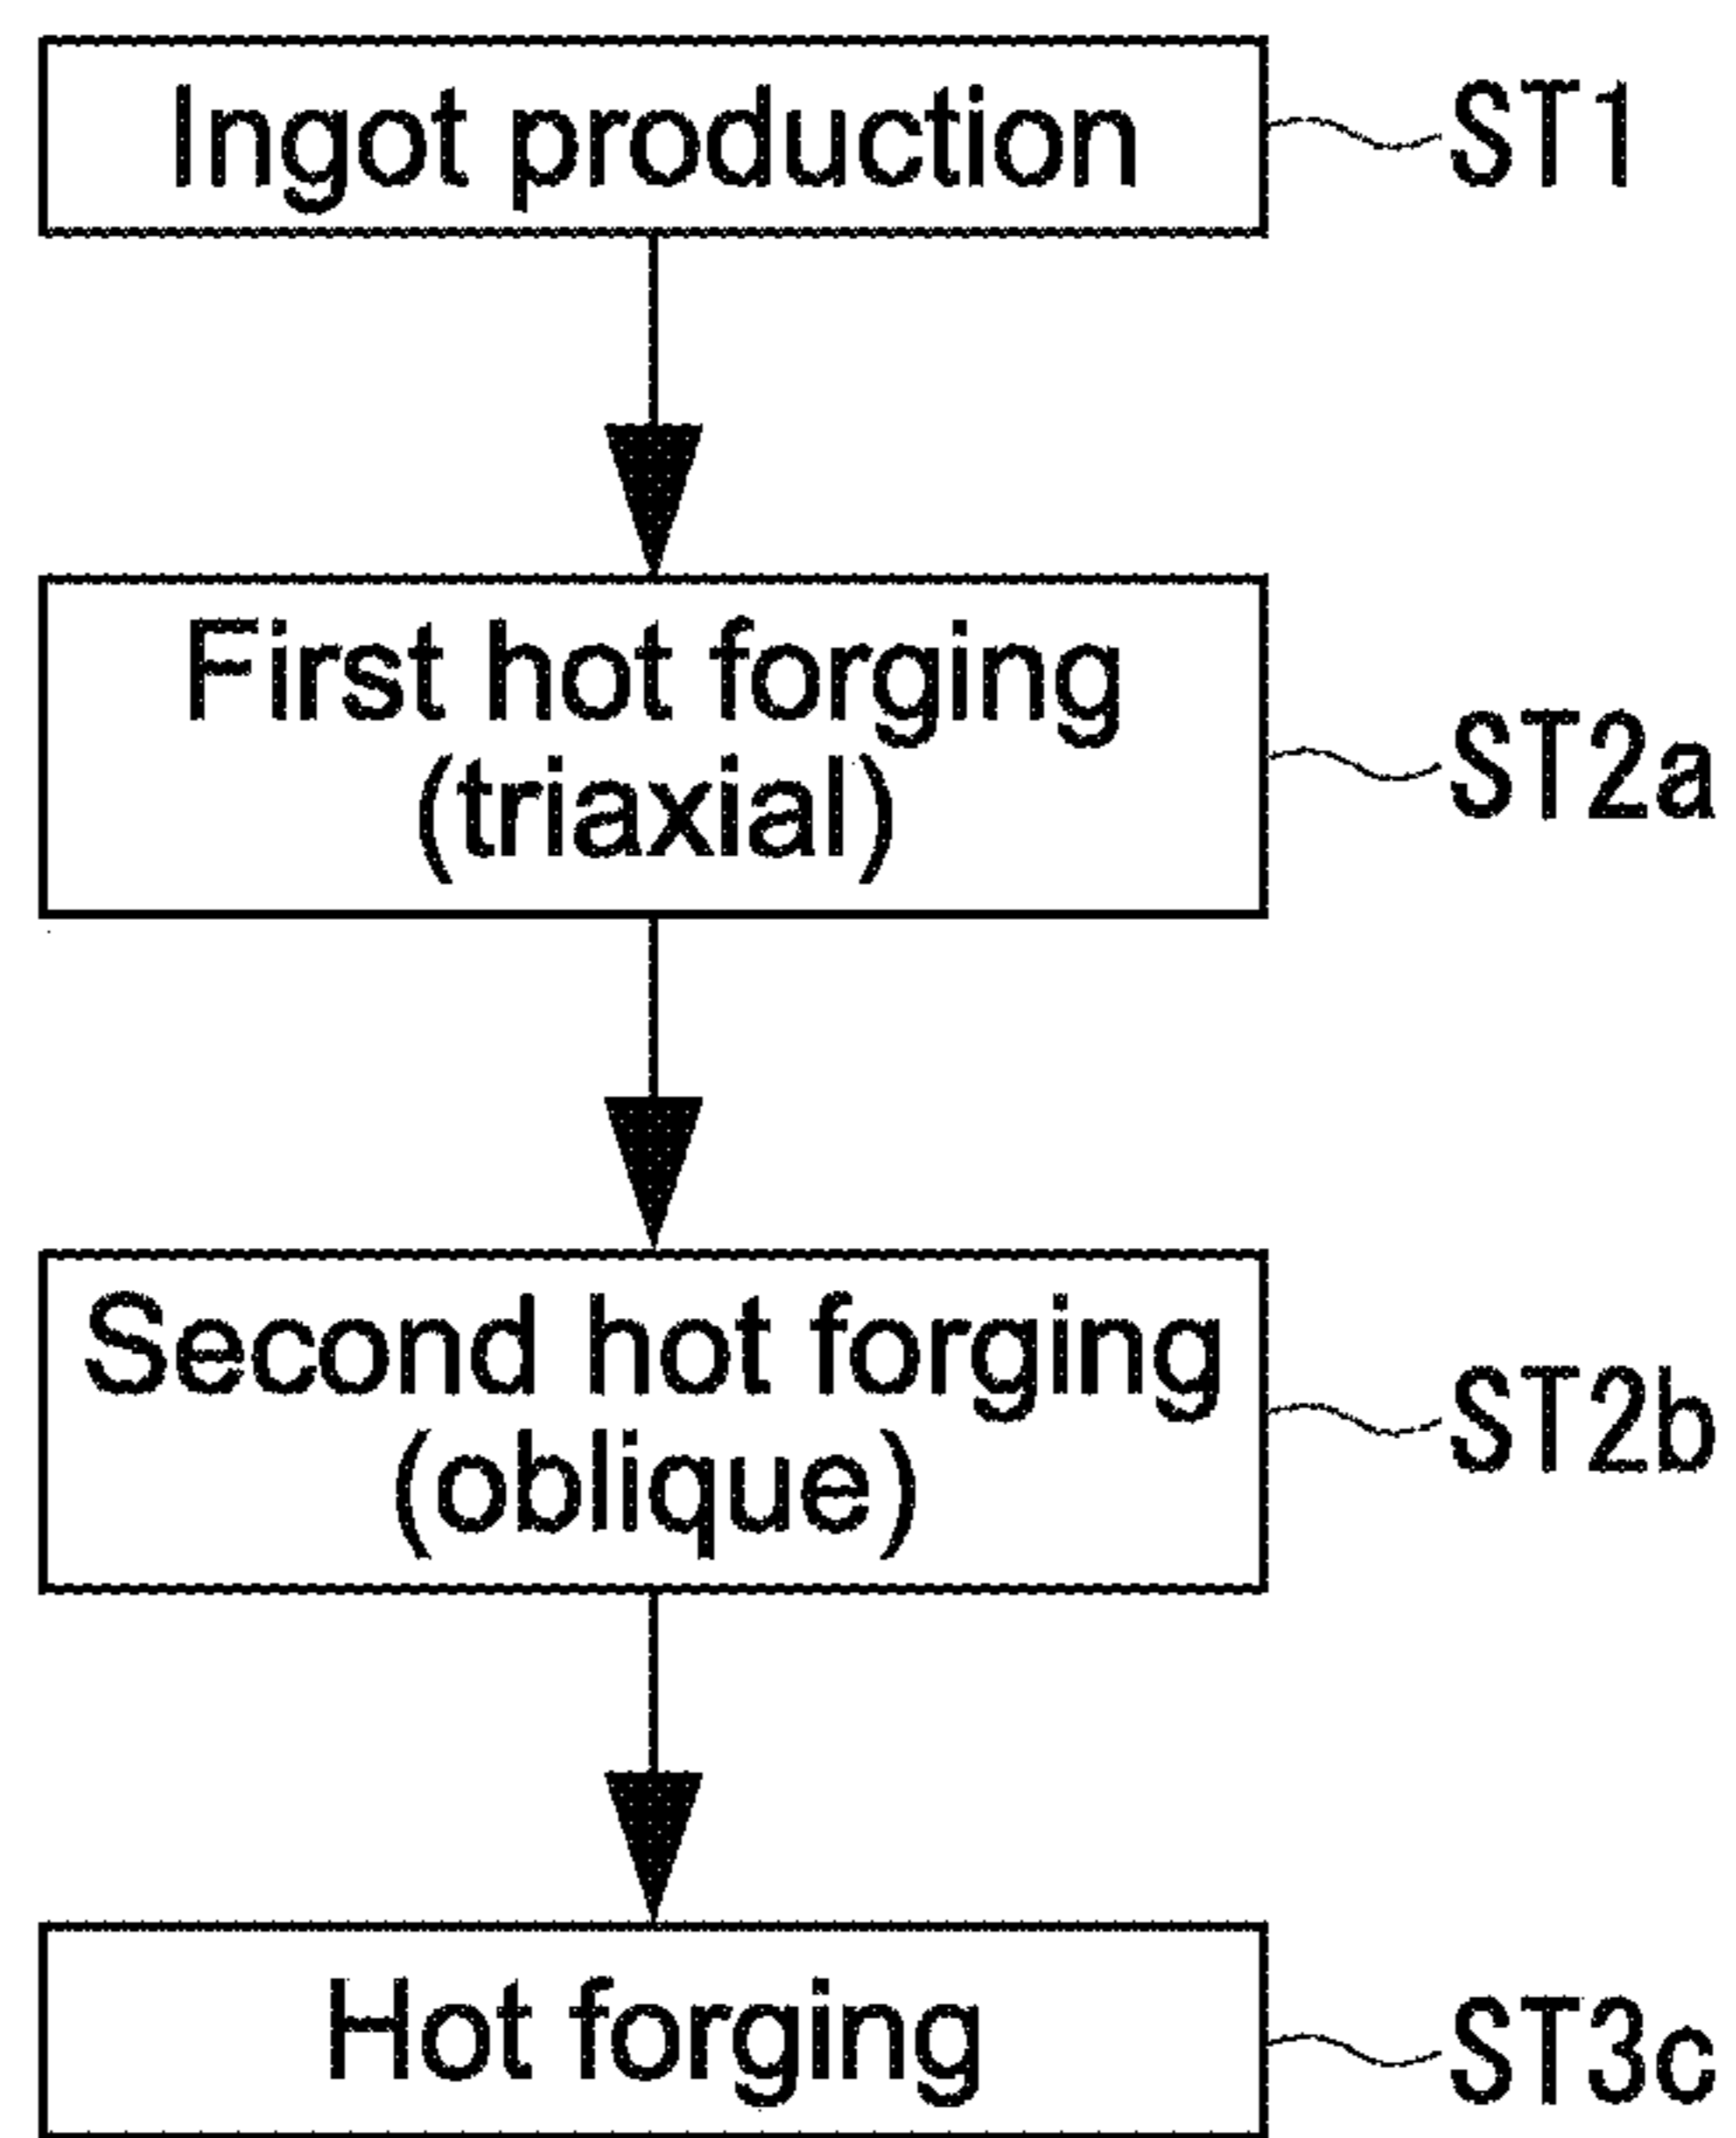 Ingot production
ST1
First hot forging
(triaxial)
ST2a
Second hot forging
(oblique)
ST2b
Hot forging
ST3c